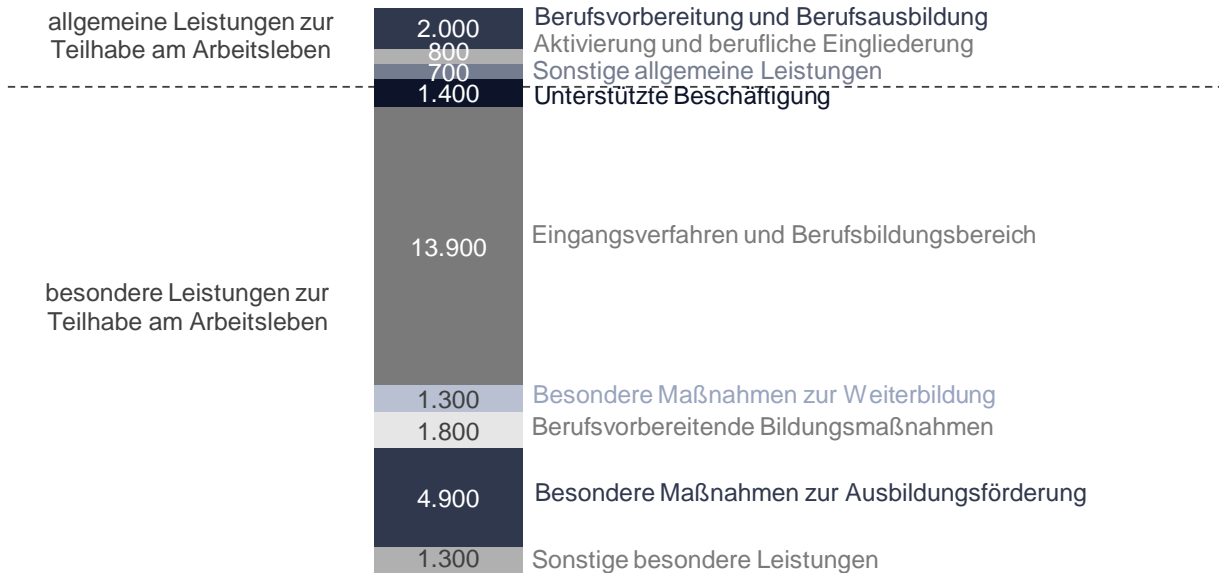 allgemeine Leistungen zur
Teilhabe am Arbeitsleben
2.000 Berufsvorbereitung und Berufsausbildung
800 Aktivierung und berufliche Eingliederung
700 Sonstige allgemeine Leistungen
1.400 Unterstützte Beschäftigung
13.900 Eingangsverfahren und Berufsbildungsbereich
besondere Leistungen zur
Teilhabe am Arbeitsleben
1.300 Besondere Maßnahmen zur Weiterbildung
1.800 Berufsvorbereitende Bildungsmaßnahmen
4.900 Besondere Maßnahmen zur Ausbildungsförderung
1.300 Sonstige besondere Leistungen